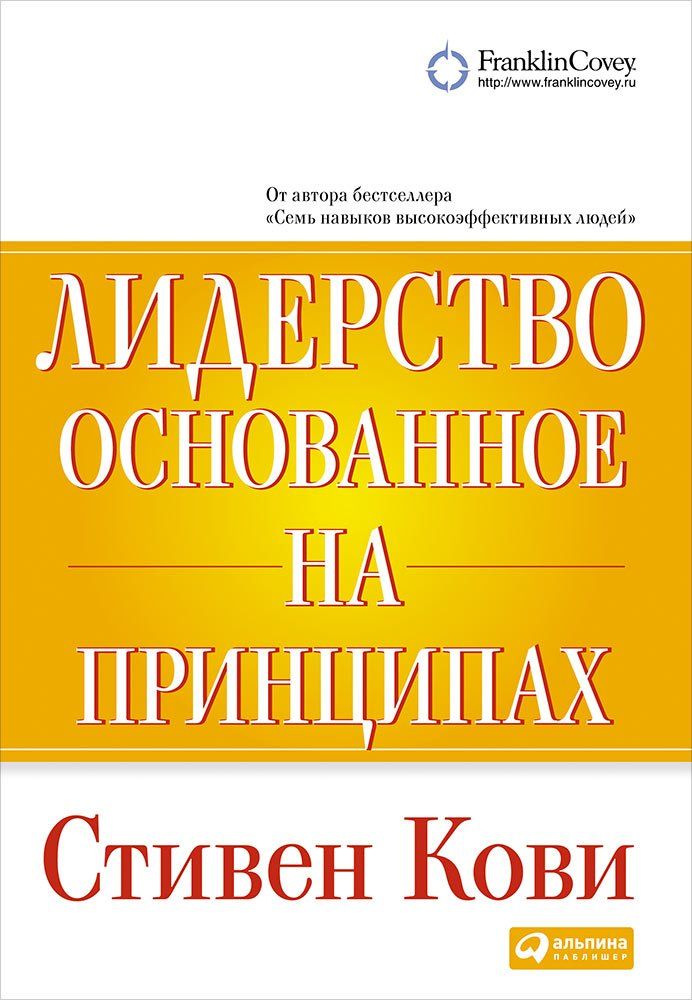 FranklinCovey
http://www.franklincovey.ru
От автора бестселлера
«Семь навыков высокоэффективных людей»
ЛИДЕРСТВО
ОСНОВАННОЕ
НА
ПРИНЦИПАХ
Стивен Кови
альпина
ПАБЛИШЕР